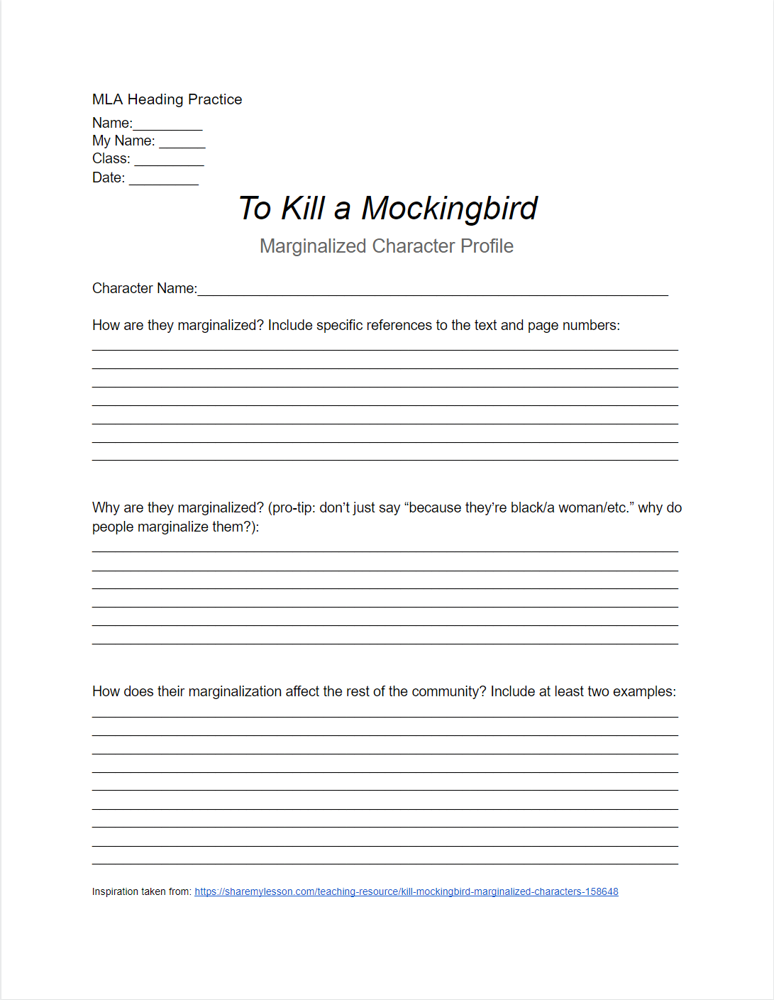 MLA Heading Practice
Name:_________
My Name: ______
Class: _________
Date: _________
To Kill a Mockingbird
Marginalized Character Profile
Character Name:_____________________________________________________________
How are they marginalized? Include specific references to the text and page numbers:
Why are they marginalized? (pro-tip: don’t just say “because they’re black/a woman/etc.” why do
people marginalize them?):
How does their marginalization affect the rest of the community? Include at least two examples:
Inspiration taken from: https://sharemylesson.com/teaching-resource/kill-mockingbird-marginalized-characters-158648